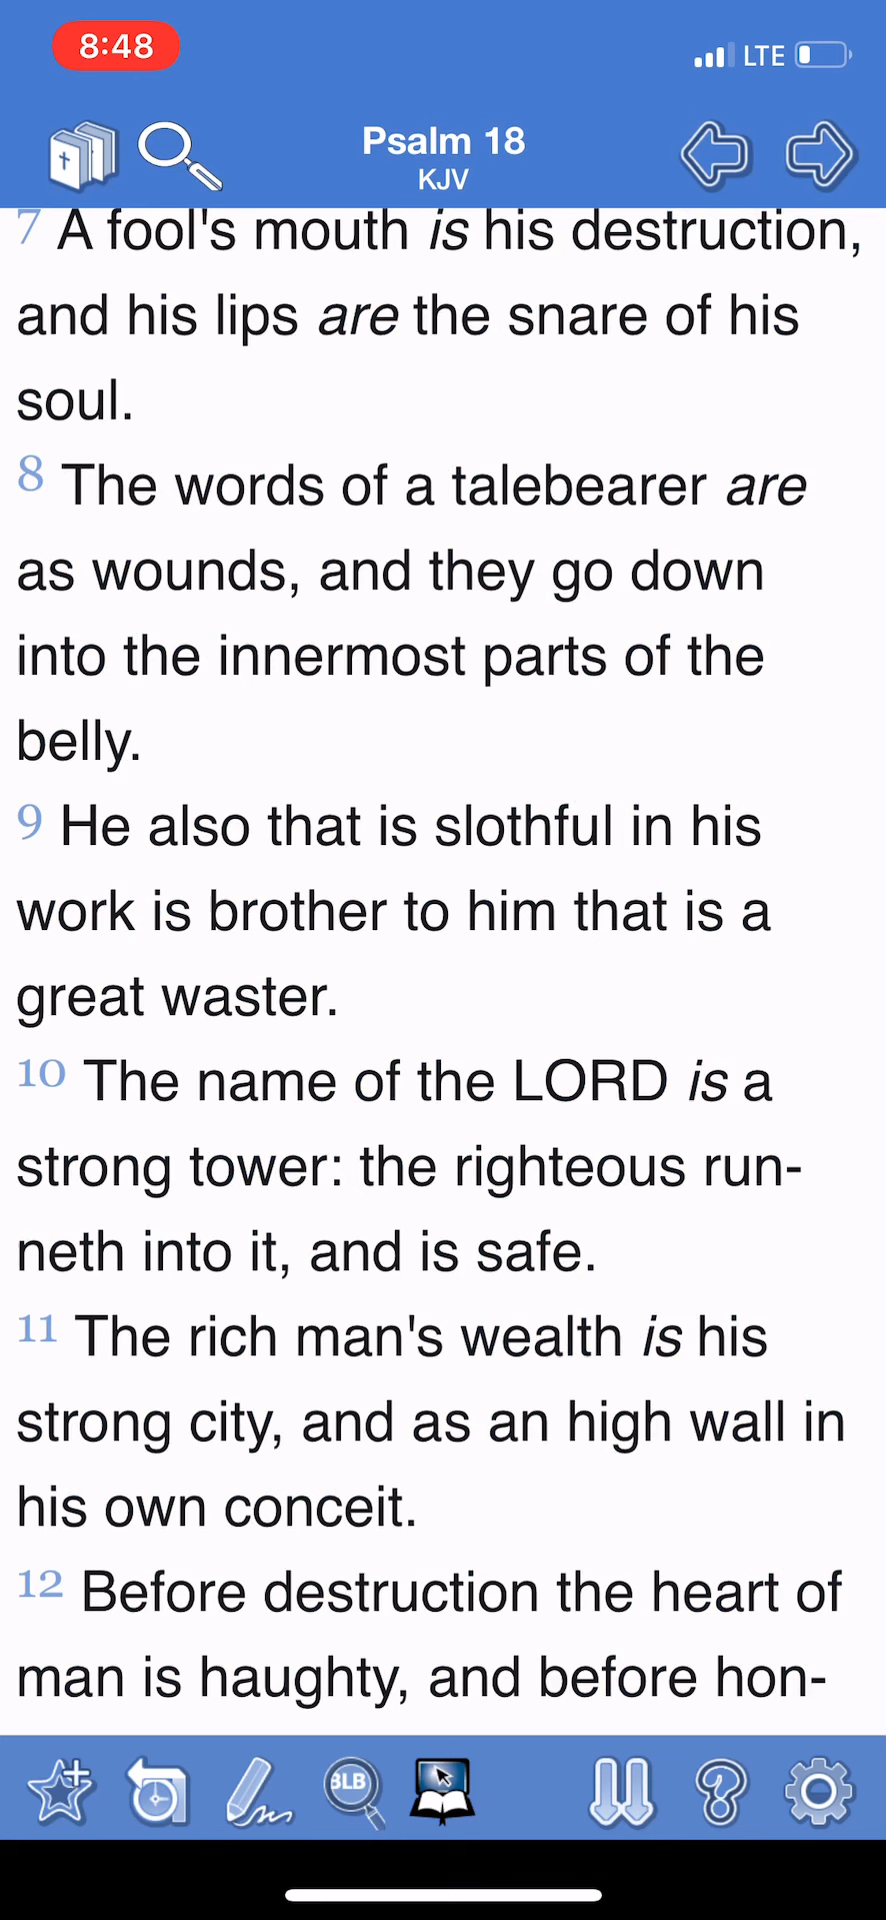 8:48
LTE
Psalm 18
KJV
7 A fool's mouth is his destruction,
and his lips are the snare of his
soul.
8 The words of a talebearer are
as wounds, and they go down
into the innermost parts of the
belly.
9 He also that is slothful in his
work is brother to him that is a
great waster.
10 The name of the LORD is a
strong tower: the righteous run-
neth into it, and is safe.
11 The rich man's wealth is his
strong city, and as an high wall in
his own conceit.
12 Before destruction the heart of
man is haughty, and before hon-
BLB